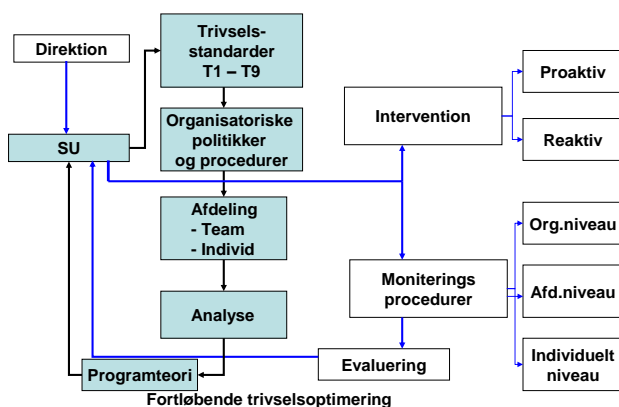 Direktion
SU
Trivsels-
standarder
T1 – T9
Organisatoriske
politikker
og procedurer
Afdeling
- Team
- Individ
Analyse
Programteori
Evaluering
Fortløbende trivselsoptimering
Intervention
Proaktiv
Reaktiv
Moniterings
procedurer
Org.niveau
Afd.niveau
Individuelt
niveau